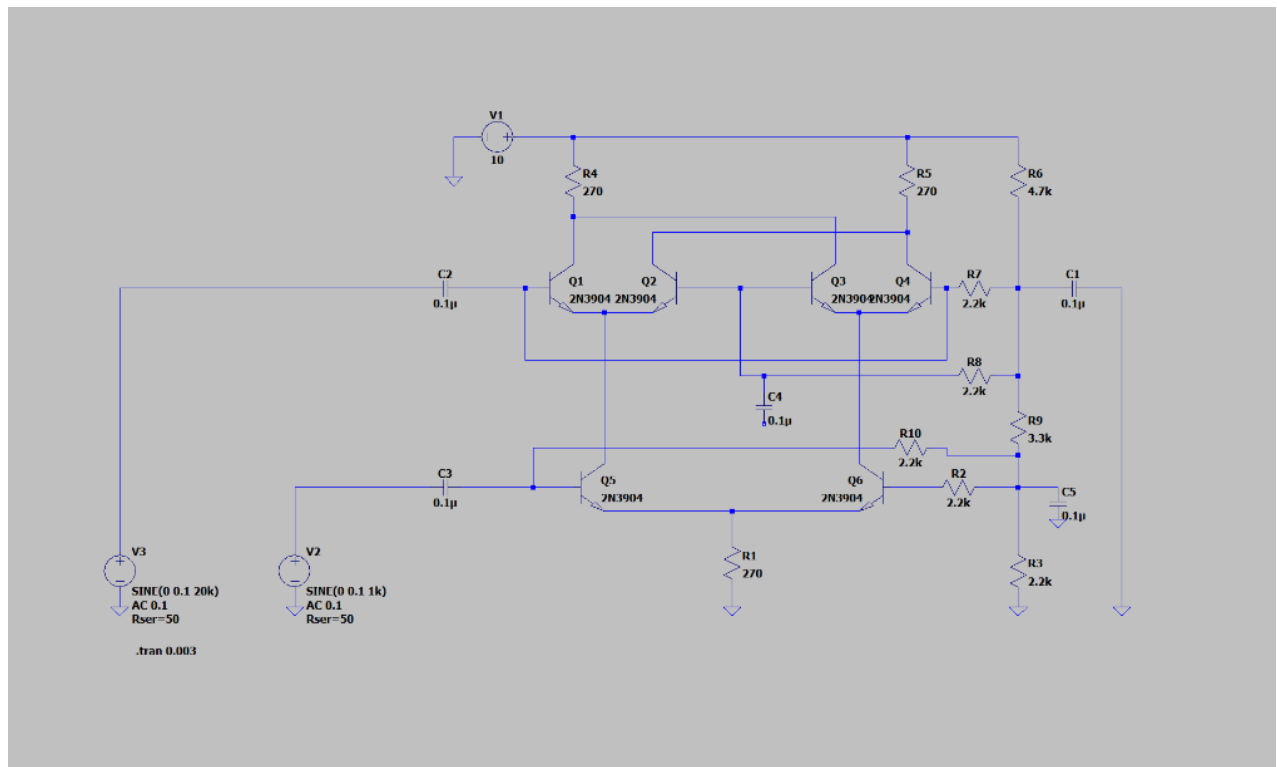 V1
10
R4
270
R5
270
R6
4.7k
C2
0.1µ
Q1
2N3904
Q2
2N3904
Q3
2N3904
Q4
2N3904
R7
2.2k
C1
0.1µ
R8
2.2k
C4
0.1µ
R9
3.3k
R10
2.2k
C3
0.1µ
Q5
2N3904
Q6
2N3904
R2
2.2k
C5
0.1µ
V3
SINE(0 0.1 20k)
AC 0.1
Rser=50
V2
SINE(0 0.1 1k)
AC 0.1
Rser=50
R1
270
R3
2.2k
.tran 0.003